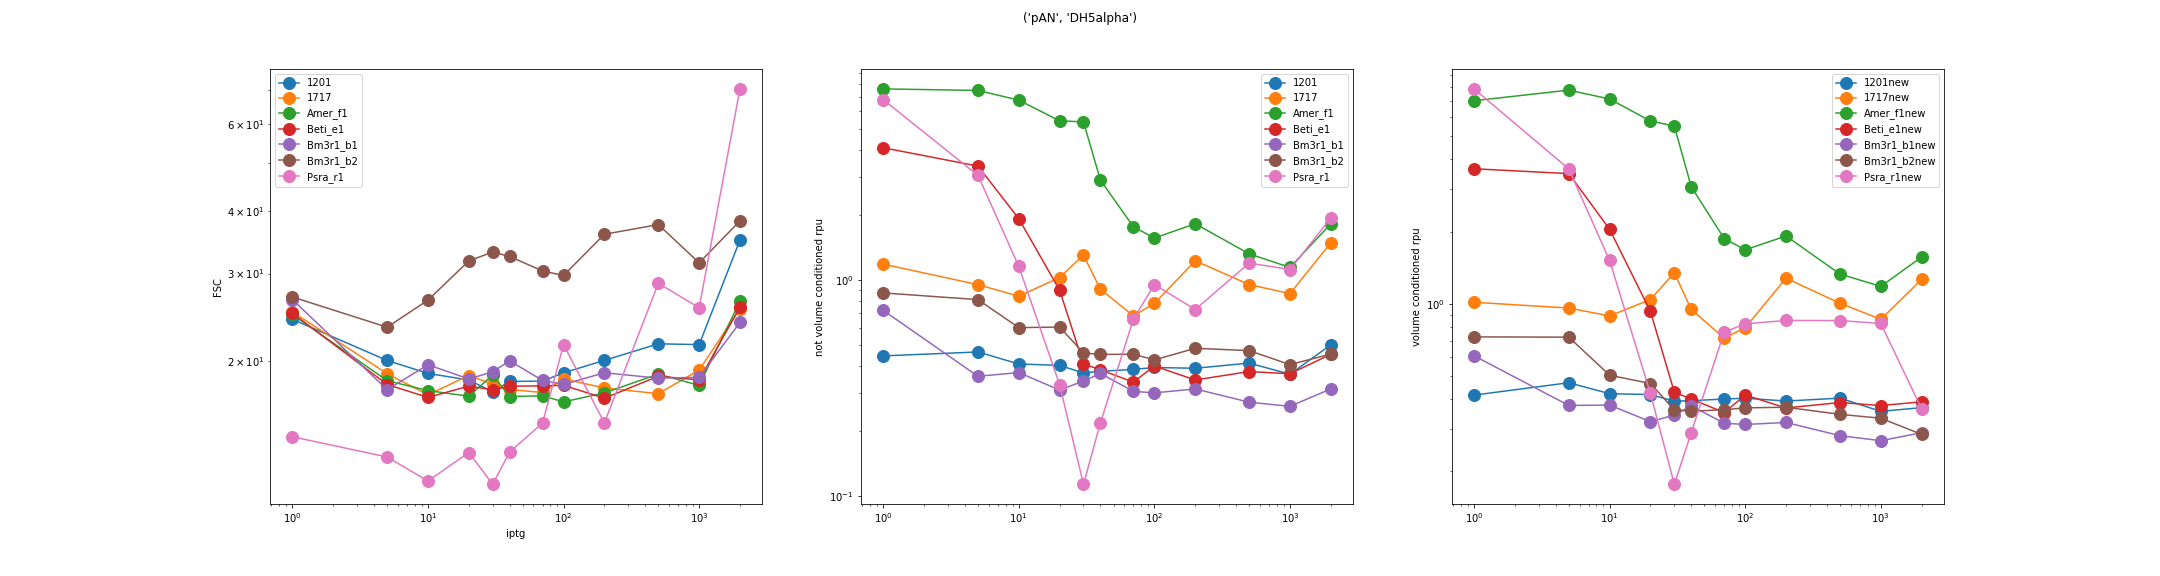 ('pAN', 'DH5alpha')
FSC
6 × 10¹
4 × 10¹
3 × 10¹
2 × 10¹
1201
1717
Amer_f1
Beti_e1
Bm3r1_b1
Bm3r1_b2
Psra_r1
10⁰
10¹
10²
10³
iptg
not volume conditioned rpu
10⁰
10⁻¹
1201
1717
Amer_f1
Beti_e1
Bm3r1_b1
Bm3r1_b2
Psra_r1
10⁰
10¹
10²
10³
volume conditioned rpu
10⁰
1201new
1717new
Amer_f1new
Beti_e1new
Bm3r1_b1new
Bm3r1_b2new
Psra_r1new
10⁰
10¹
10²
10³